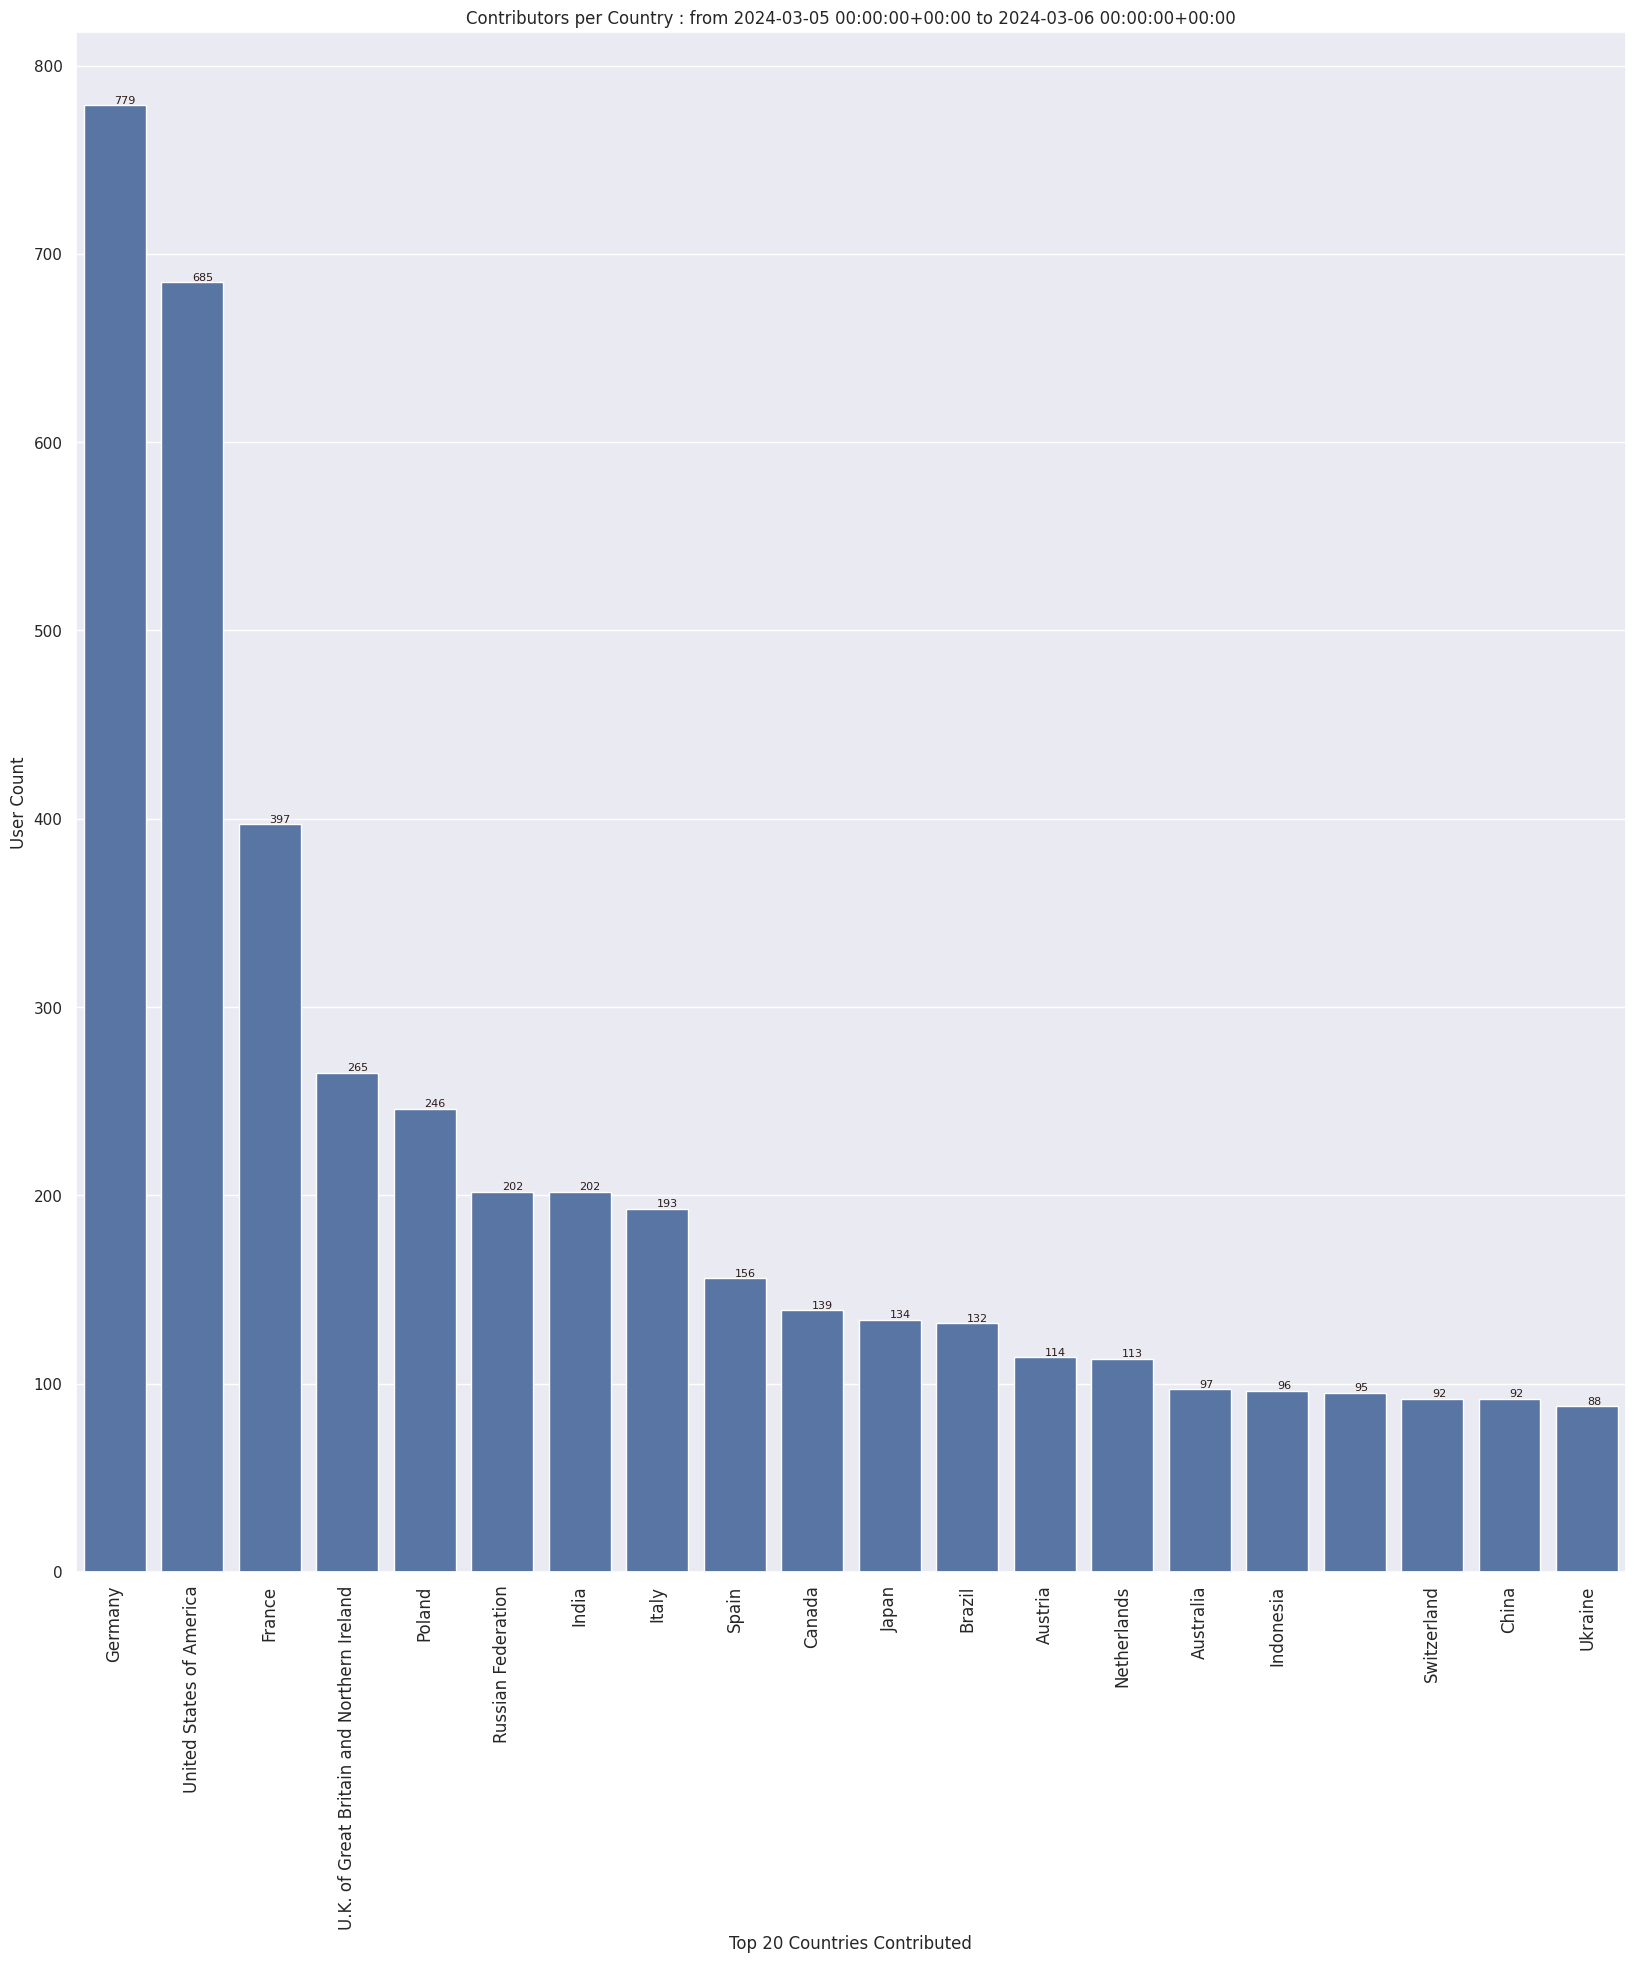 Contributors per Country : from 2024-03-05 00:00:00+00:00 to 2024-03-06 00:00:00+00:00
User Count
800
700
600
500
400
300
200
100
0
779
685
397
265
246
202
202
193
156
139
134
132
114
113
97
96
95
92
92
88
Germany
United States of America
France
U.K. of Great Britain and Northern Ireland
Poland
Russian Federation
India
Italy
Spain
Canada
Japan
Brazil
Austria
Netherlands
Australia
Indonesia
Switzerland
China
Ukraine
Top 20 Countries Contributed